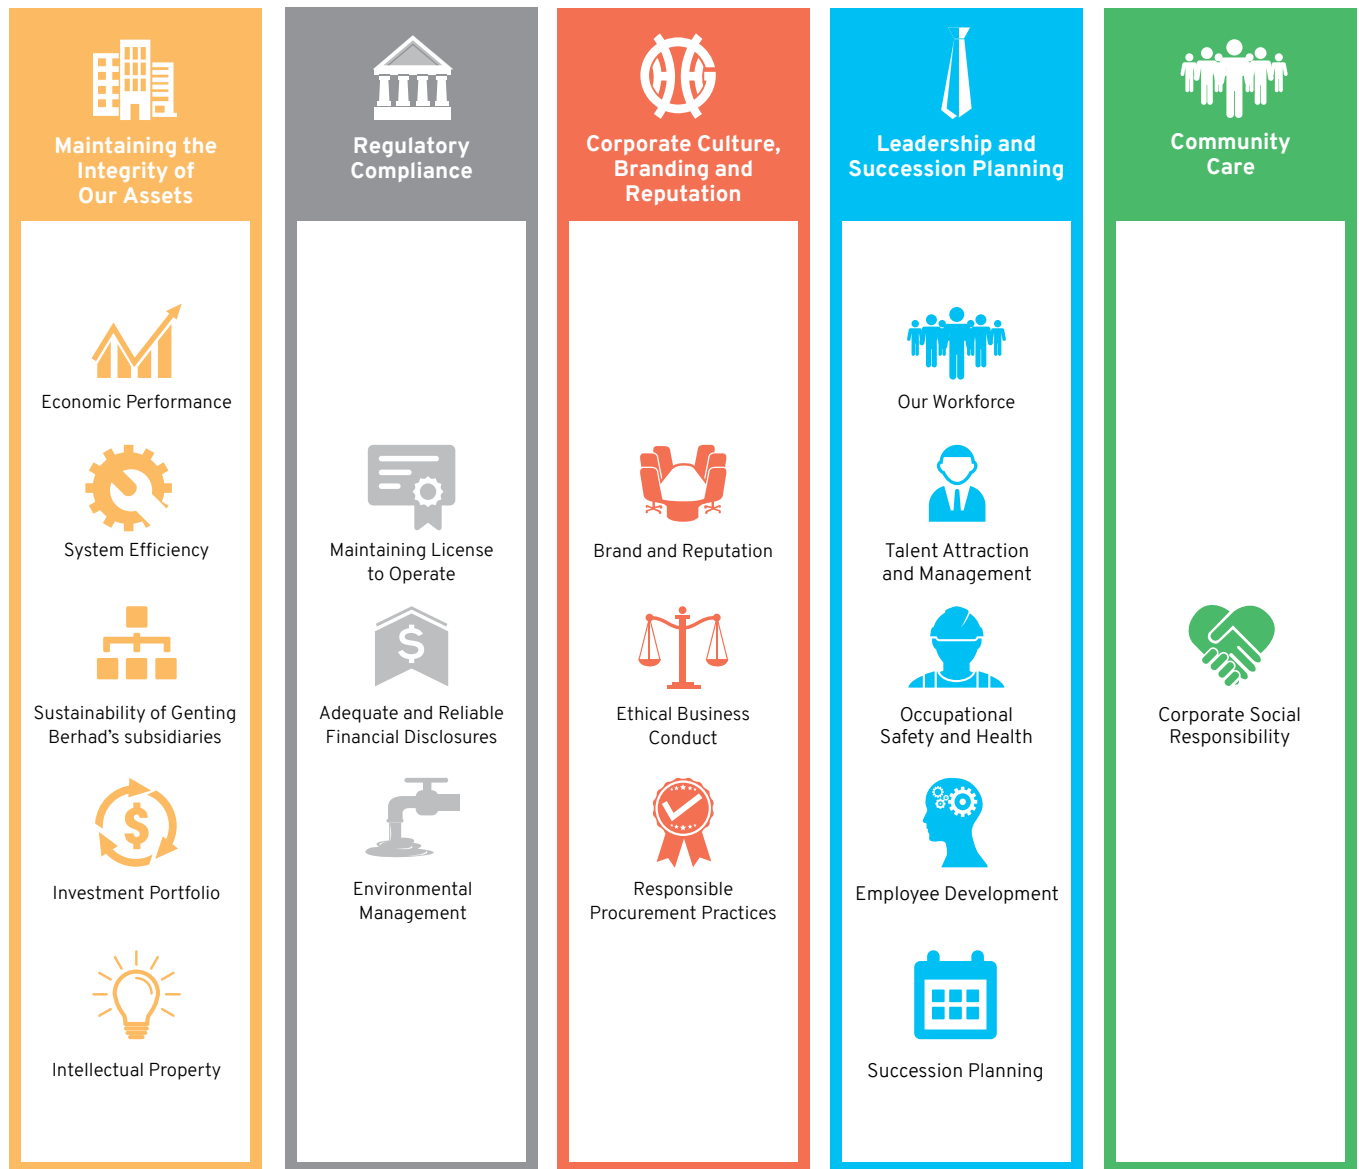 Maintaining the
Integrity of
Our Assets
Economic Performance
System Efficiency
Sustainability of Genting
Berhad's subsidiaries
Investment Portfolio
Intellectual Property
Regulatory
Compliance
Maintaining License
to Operate
$
Adequate and Reliable
Financial Disclosures
Environmental
Management
Corporate Culture,
Branding and
Reputation
Brand and Reputation
Ethical Business
Conduct
Responsible
Procurement Practices
Leadership and
Succession Planning
Our Workforce
Talent Attraction
and Management
Occupational
Safety and Health
Employee Development
Succession Planning
Community
Care
Corporate Social
Responsibility